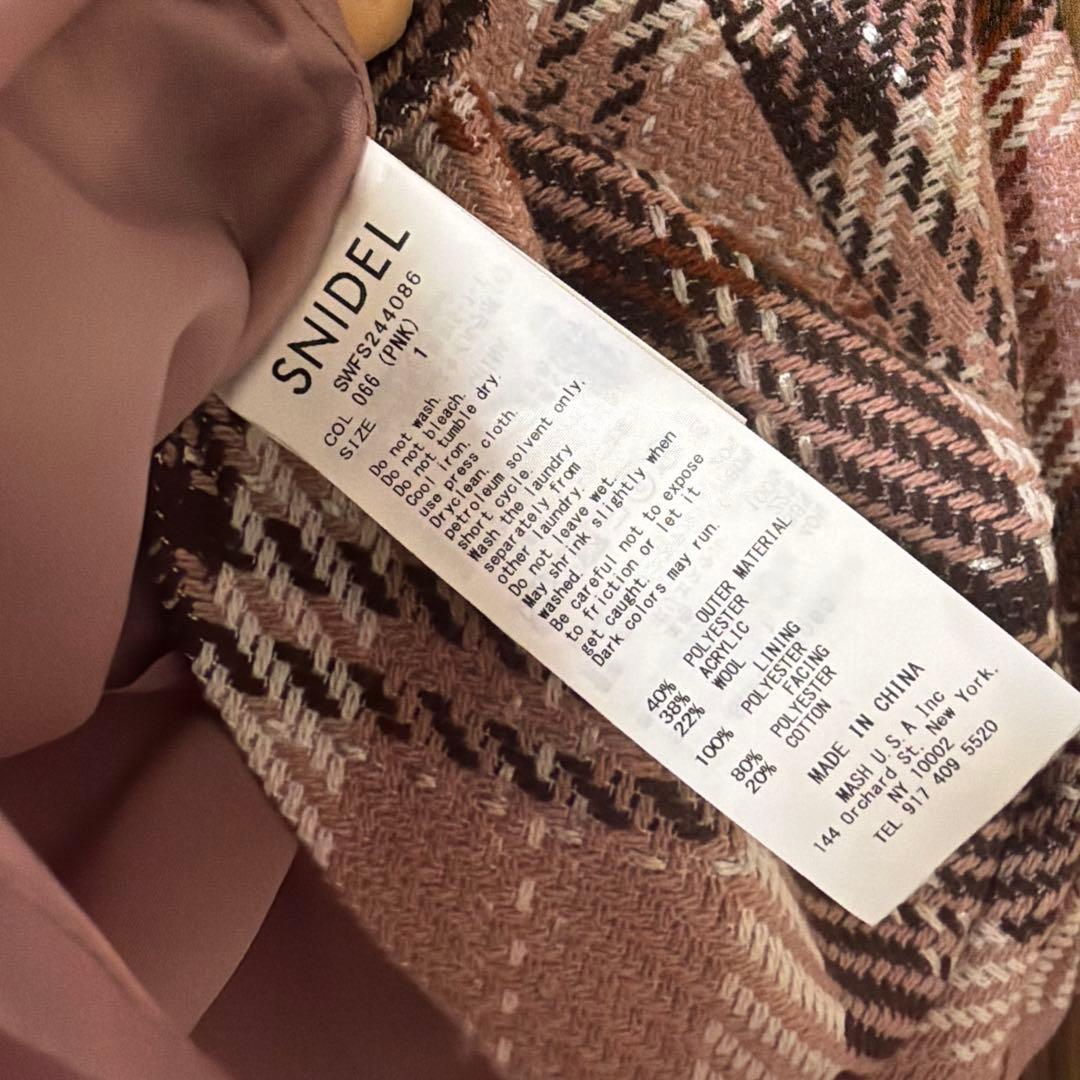 SNIDEL
SWFS244086
COL 066 (PNK)
SIZE 1
Do not wash.
Do not bleach.
Do not tumble dry.
Cool iron.
use press cloth.
Dryclean.
petroleum solvent only.
short cycle.
Wash the laundry
separately from
other laundry.
Do not leave wet.
May shrink slightly when
washed.
Be careful not to expose
to friction or let it
get caught.
Dark colors may run.
OUTER MATERIAL
40% POLYESTER
38% ACRYLIC
22% WOOL
LINING
100% POLYESTER
FACING
80% POLYESTER
20% COTTON
MADE IN CHINA
MASH U.S.A Inc
144 Orchard St. New York.
NY 10002
TEL 917 409 5520